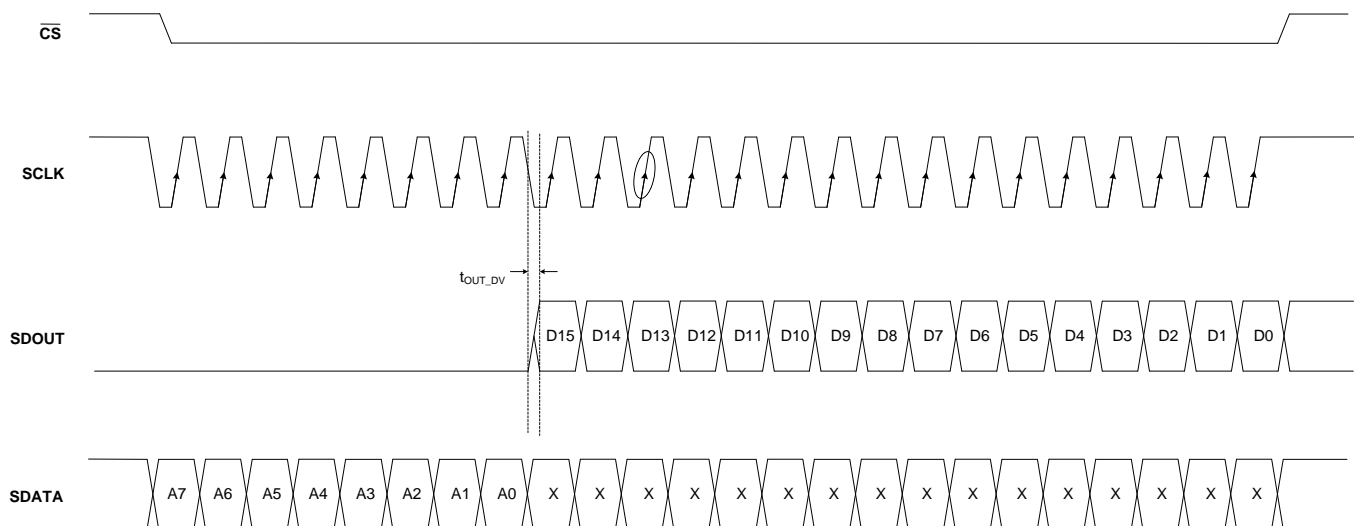 CS
SCLK
tOUT_DV
SDOUT D15 D14 D13 D12 D11 D10 D9 D8 D7 D6 D5 D4 D3 D2 D1 D0
SDATA A7 A6 A5 A4 A3 A2 A1 A0 X X X X X X X X X X X X X X X X